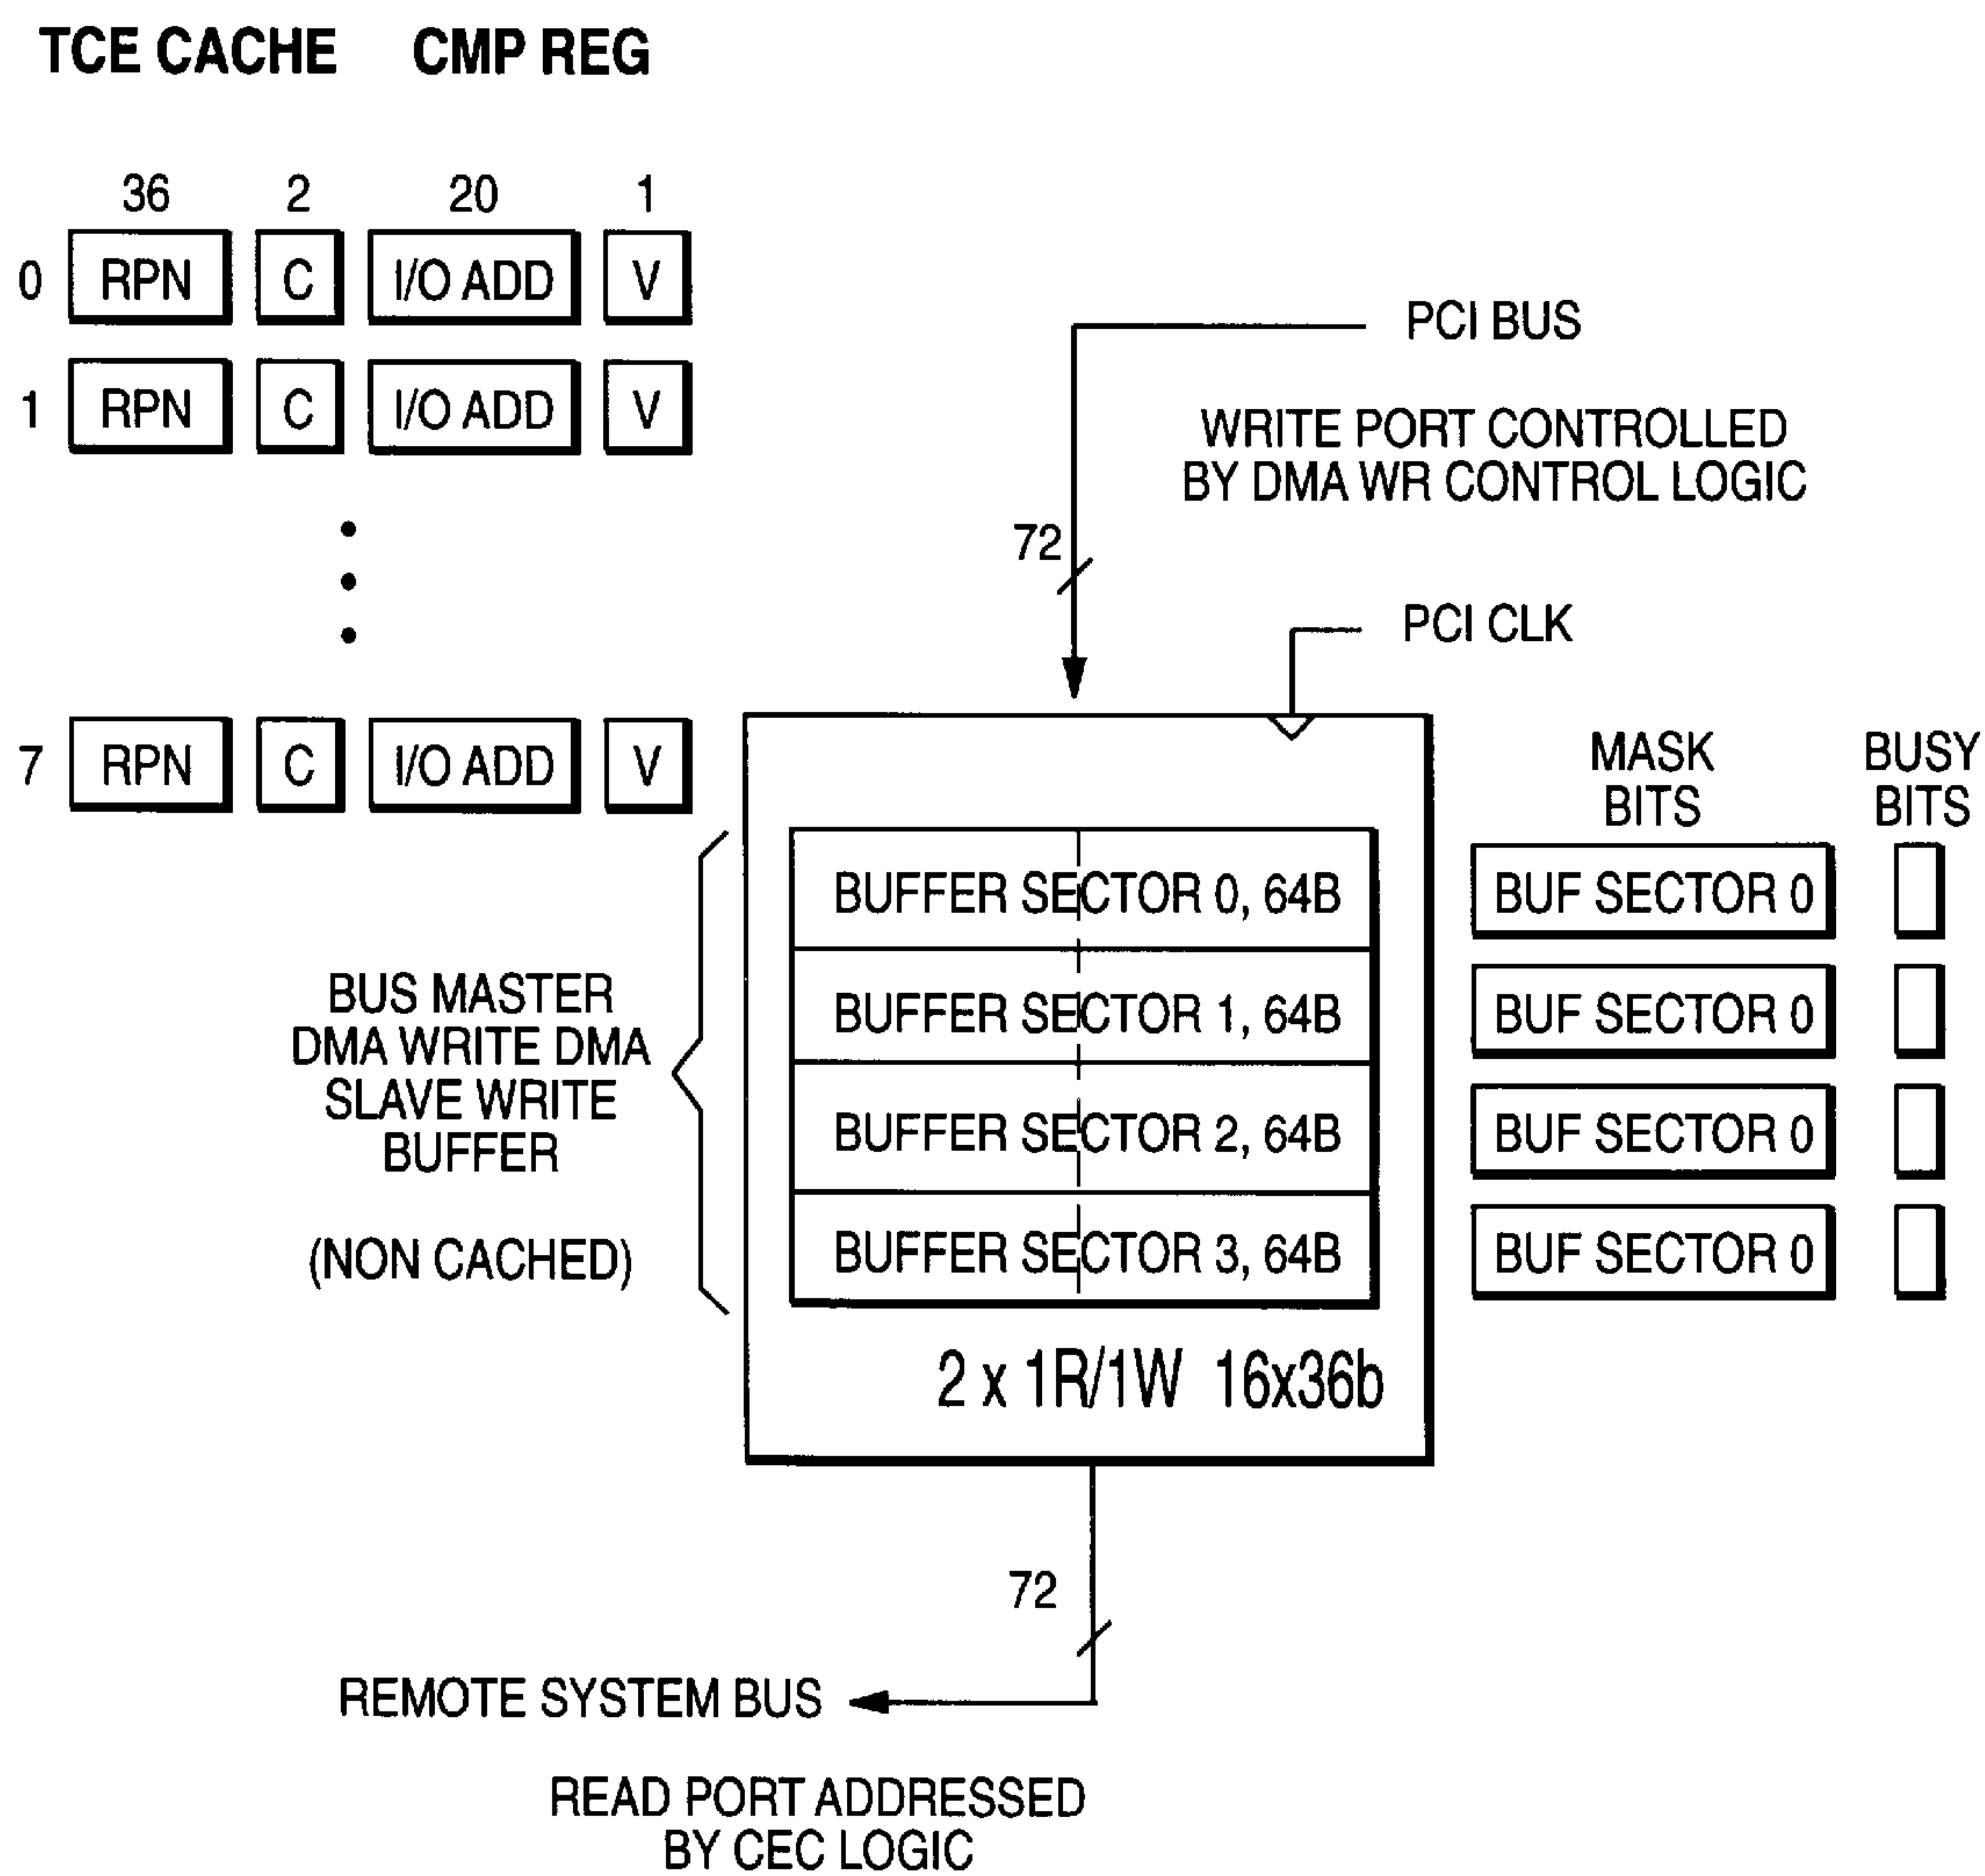 TCE CACHE CMP REG
36 2 20 1
0 RPN C I/O ADD V
1 RPN C I/O ADD V
7 RPN C I/O ADD V
PCI BUS
WRITE PORT CONTROLLED
BY DMA WR CONTROL LOGIC
72
PCI CLK
MASK
BITS
BUSY
BITS
BUFFER SECTOR 0, 64B
BUFFER SECTOR 1, 64B
BUFFER SECTOR 2, 64B
BUFFER SECTOR 3, 64B
BUF SECTOR 0
BUF SECTOR 0
BUF SECTOR 0
BUF SECTOR 0
BUS MASTER
DMA WRITE DMA
SLAVE WRITE
BUFFER
(NON CACHED)
2 x 1R/1W 16x36b
72
REMOTE SYSTEM BUS
READ PORT ADDRESSED
BY CEC LOGIC